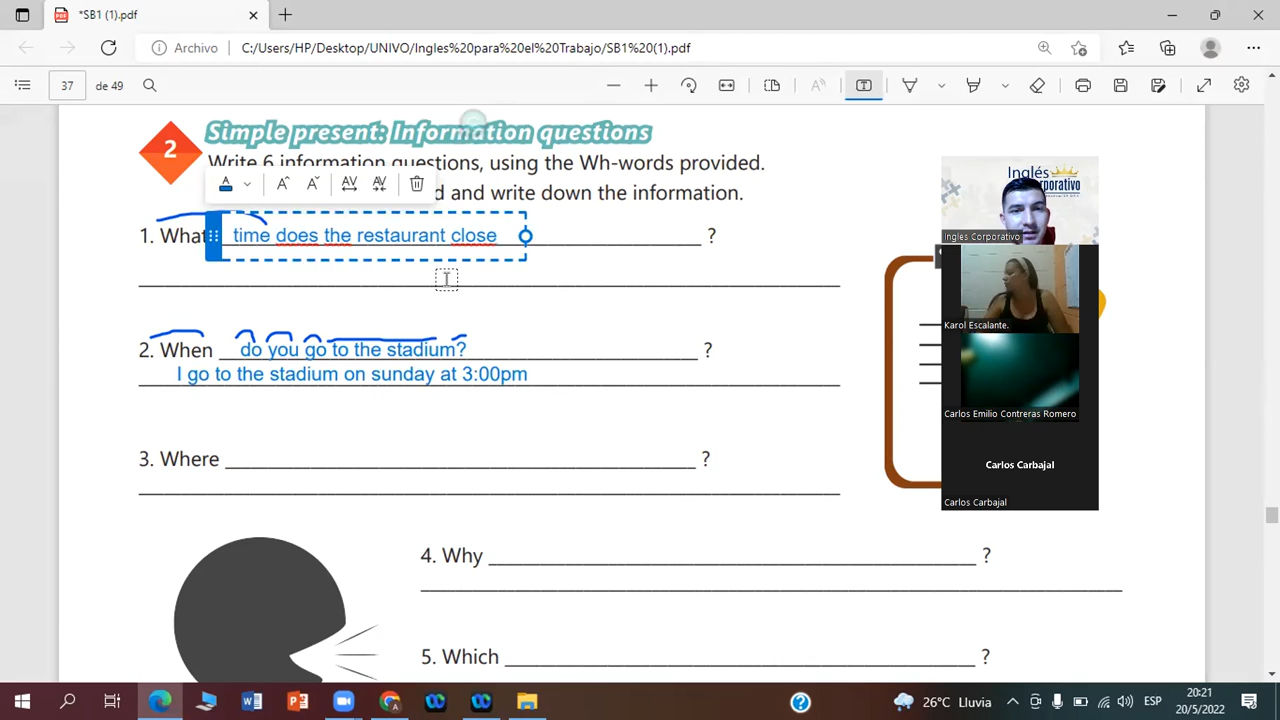 *SB1 (1).pdf
Archivo
C:/Users/HP/Desktop/UNIVO/Ingles%20para%20el%20Trabajo/SB1%20(1).pdf
37 de 49
2
Simple present: Information questions
Write 6 information questions, using the Wh-words provided.
d and write down the information.
1. What time does the restaurant close ?
2. When do you go to the stadium? ?
I go to the stadium on sunday at 3:00pm
3. Where ?
4. Why ?
5. Which ?
Inglés
Corporativo
Ingles Corporativo
Karol Escalante.
Carlos Emilio Contreras Romero
Carlos Carbajal
Carlos Carbajal
26°C Lluvia
ESP
20:21
20/5/2022